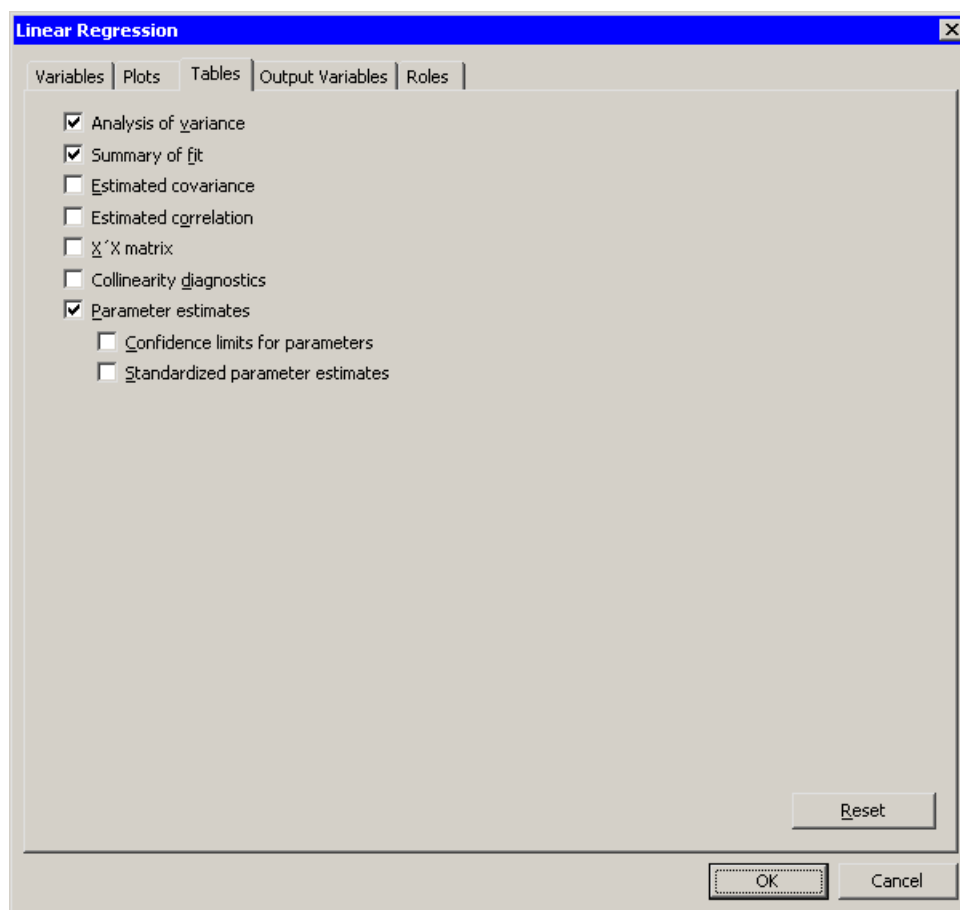 Linear Regression
Variables Plots Tables Output Variables Roles
Analysis of variance
Summary of fit
Estimated covariance
Estimated correlation
X´X matrix
Collinearity diagnostics
Parameter estimates
Confidence limits for parameters
Standardized parameter estimates
Reset
OK Cancel